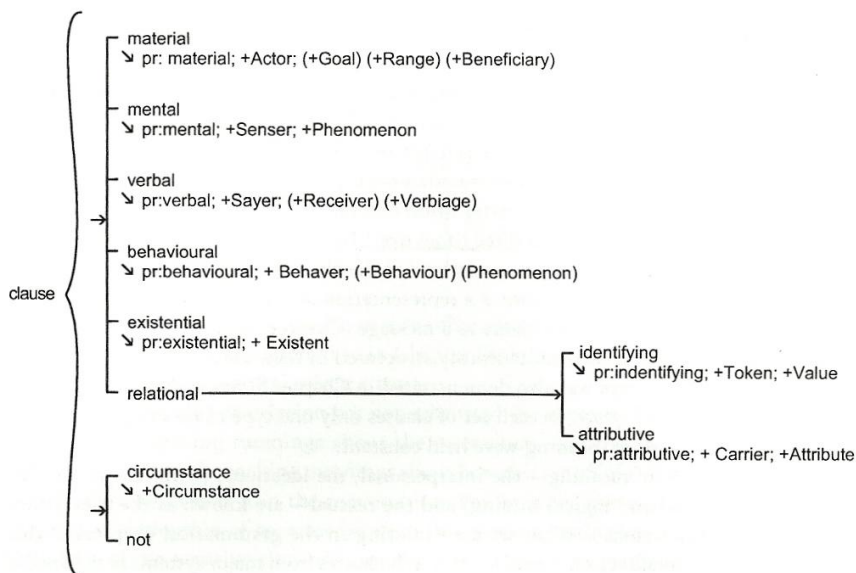 material
↘ pr: material; +Actor; (+Goal) (+Range) (+Beneficiary)
mental
↘ pr:mental; +Senser; +Phenomenon
verbal
↘ pr:verbal; +Sayer; (+Receiver) (+Verbiage)
behavioural
↘ pr:behavioural; + Behaver; (+Behaviour) (Phenomenon)
clause
existential
↘ pr:existential; + Existent
relational
identifying
↘ pr:indentifying; +Token; +Value
attributive
↘ pr:attributive; + Carrier; +Attribute
circumstance
↘ +Circumstance
not